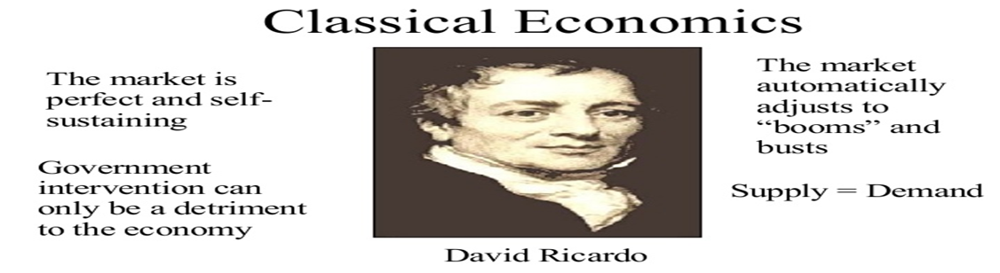 Classical Economics
The market is
perfect and self-
sustaining
Government
intervention can
only be a detriment
to the economy
The market
automatically
adjusts to
“booms” and
busts
Supply = Demand
David Ricardo